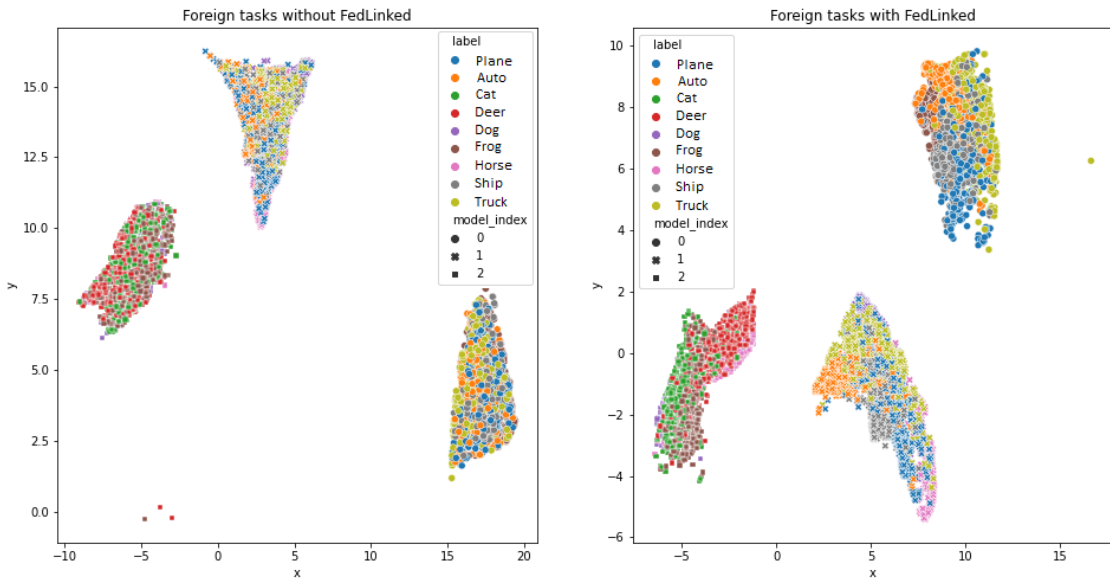 Foreign tasks without FedLinked
label
Plane
Auto
Cat
Deer
Dog
Frog
Horse
Ship
Truck
model_index
0
1
2
y
15.0
12.5
10.0
7.5
5.0
2.5
0.0
−10
−5
0
5
10
15
20
x
Foreign tasks with FedLinked
label
Plane
Auto
Cat
Deer
Dog
Frog
Horse
Ship
Truck
model_index
0
1
2
y
10
8
6
4
2
0
−2
−4
−6
−5
0
5
10
15
x